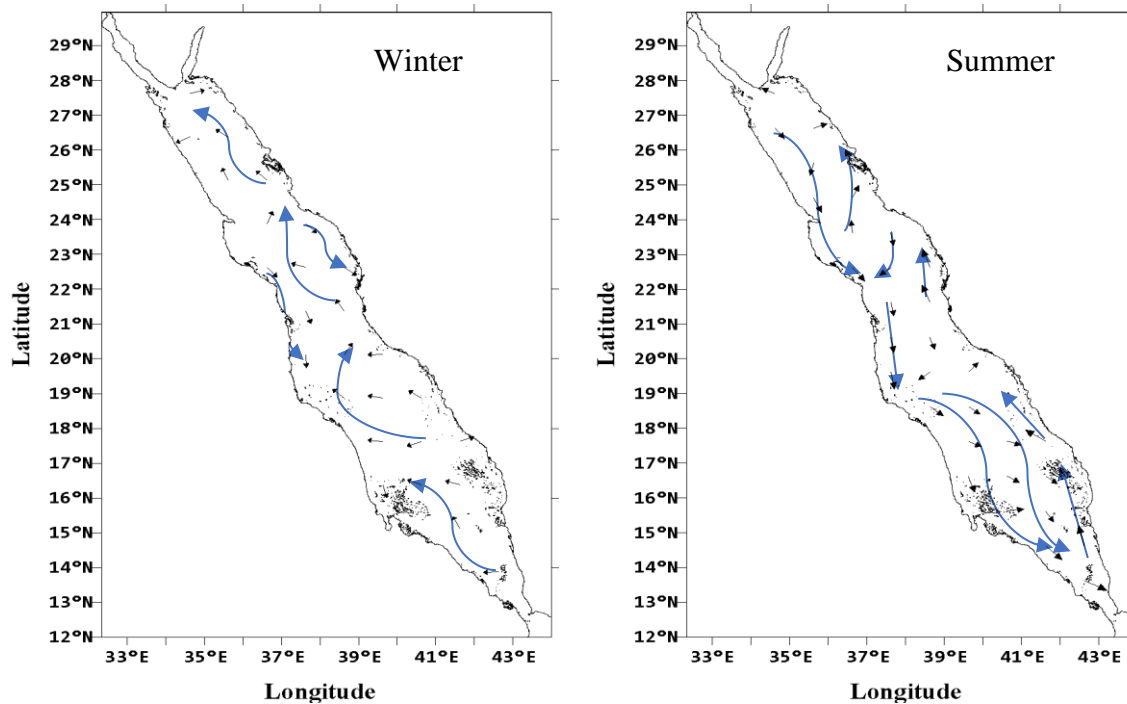 Winter
29°N
28°N
27°N
26°N
25°N
24°N
23°N
22°N
21°N
20°N
19°N
18°N
17°N
16°N
15°N
14°N
13°N
12°N
Latitude
33°E
35°E
37°E
39°E
41°E
43°E
Longitude
Summer
29°N
28°N
27°N
26°N
25°N
24°N
23°N
22°N
21°N
20°N
19°N
18°N
17°N
16°N
15°N
14°N
13°N
12°N
Latitude
33°E
35°E
37°E
39°E
41°E
43°E
Longitude